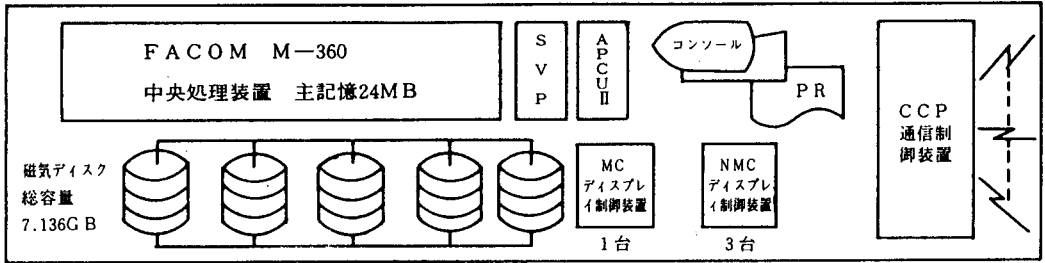 FACOM M—360
中央処理装置 主記憶24MB
SVP
APCUⅡ
コンソール
PR
CCP
通信制
御装置
磁気ディスク
総容量
7.136GB
MC
ディスプレ
イ制御装置
1台
NMC
ディスプレ
イ制御装置
3台